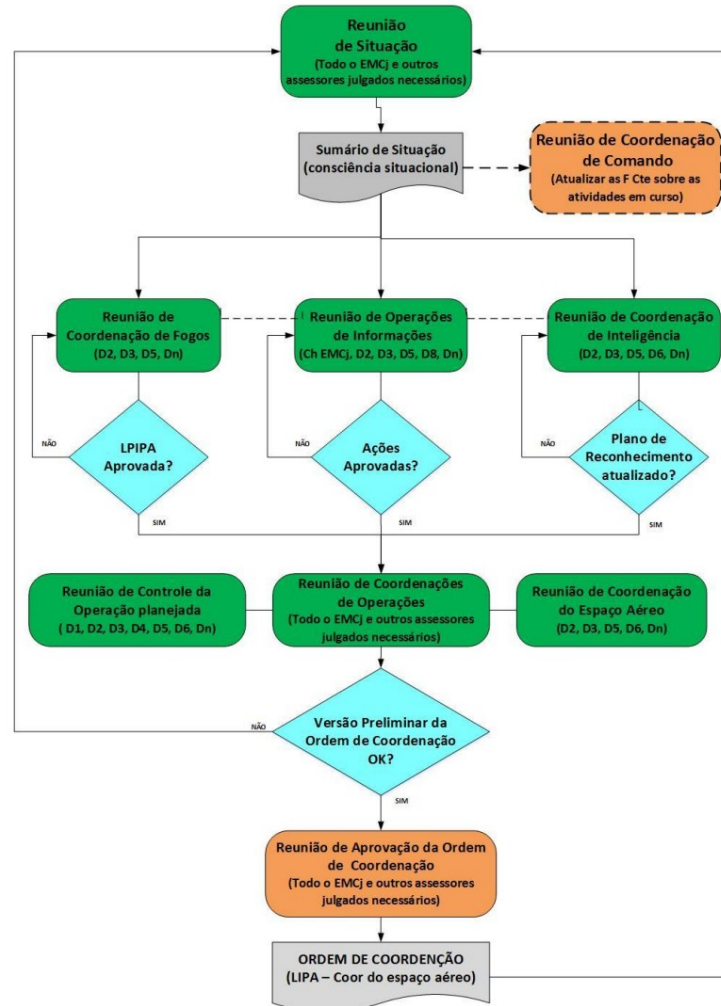 Reunião
de Situação
(Todo o EMCj e outros
assessores julgados necessários)
Sumário de Situação
(consciência situacional)
Reunião de Coordenação
de Comando
(Atualizar as F Cte sobre as
atividades em curso)
Reunião de
Coordenação de Fogos
(D2, D3, D5, Dn)
Reunião de Operações
de Informações
(Ch EMCj, D2, D3, D5, D8, Dn)
Reunião de Coordenação
de Inteligência
(D2, D3, D5, D6, Dn)
NÃO
LPIPA
Aprovada?
NÃO
Ações
Aprovadas?
NÃO
Plano de
Reconhecimento
atualizado?
SIM
SIM
SIM
Reunião de Controle da
Operação planejada
( D1, D2, D3, D4, D5, D6, Dn)
Reunião de Coordenações
de Operações
(Todo o EMCj e outros assessores
julgados necessários)
Reunião de Coordenação
do Espaço Aéreo
(D2, D3, D5, D6, Dn)
NÃO
Versão Preliminar da
Ordem de Coordenação
OK?
SIM
Reunião de Aprovação da Ordem
de Coordenação
(Todo o EMCj e outros assessores
julgados necessários)
ORDEM DE COORDENÇÃO
(LIPA – Coor do espaço aéreo)